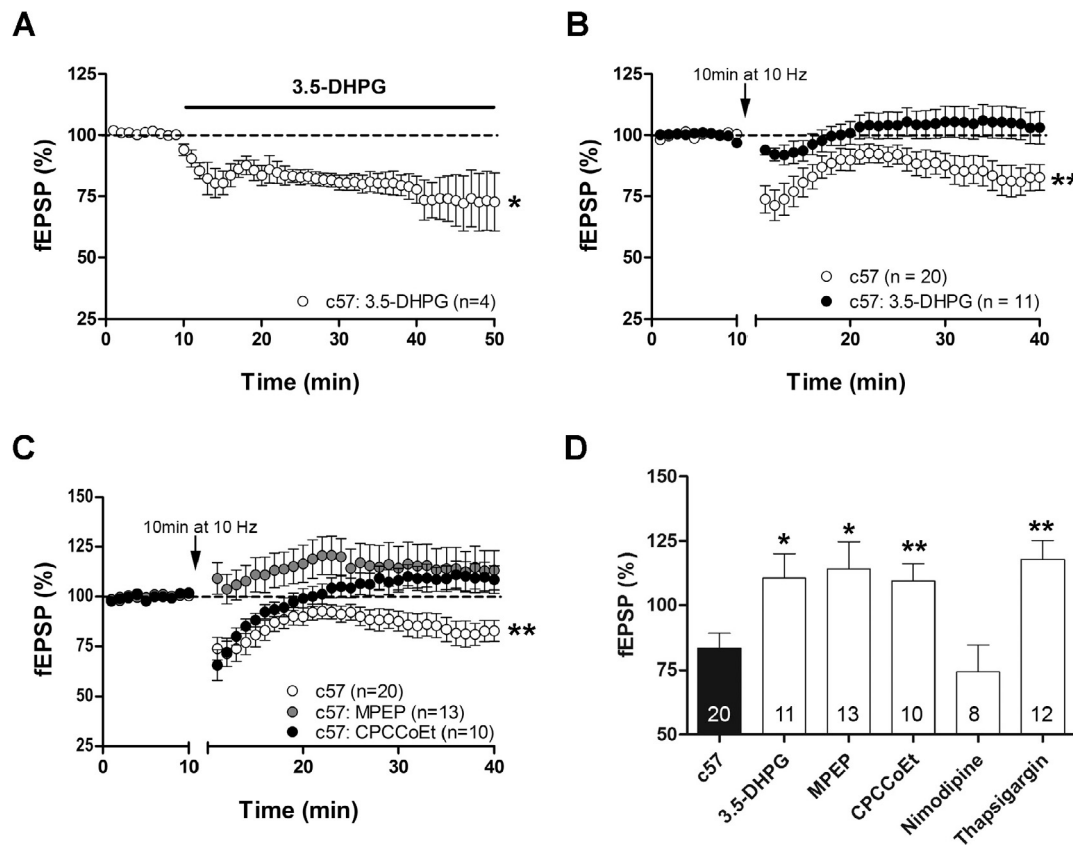 A
3.5-DHPG
125
100
75
50
25
fEPSP (%)
*
c57: 3.5-DHPG (n=4)
0 10 20 30 40 50
Time (min)
B
10min at 10 Hz
125
100
75
50
25
fEPSP (%)
**
c57 (n = 20)
c57: 3.5-DHPG (n = 11)
0 10 20 30 40
Time (min)
C
10min at 10 Hz
150
125
100
75
50
25
fEPSP (%)
**
c57 (n=20)
c57: MPEP (n=13)
c57: CPCCoEt (n=10)
0 10 20 30 40
Time (min)
D
150
125
100
75
50
fEPSP (%)
* * ** **
20 11 13 10 8 12
c57
3.5-DHPG
MPEP
CPCCoEt
Nimodipine
Thapsigargin